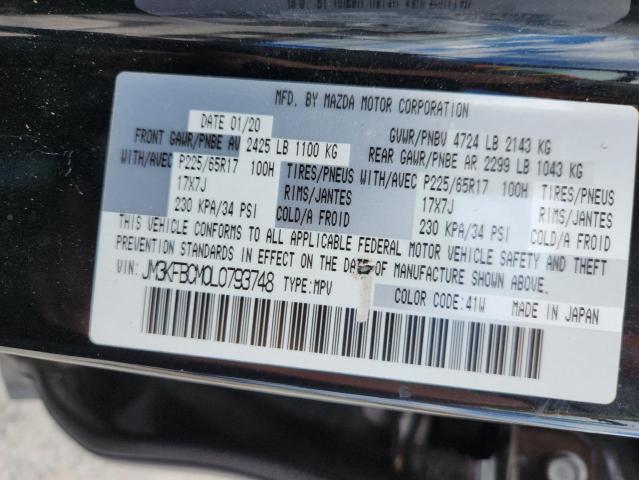 MFD. BY MAZDA MOTOR CORPORATION
DATE 01/20 GVWR/PNBV 4724 LB 2143 KG
FRONT GAWR/PNBE AV 2425 LB 1100 KG REAR GAWR/PNBE AR 2299 LB 1043 KG
WITH/AVEC P225/65R17 100H TIRES/PNEUS WITH/AVEC P225/65R17 100H TIRES/PNEUS
17X7J RIMS/JANTES 17X7J RIMS/JANTES
230 KPA/34 PSI COLD/A FROID 230 KPA/34 PSI COLD/A FROID
THIS VEHICLE CONFORMS TO ALL APPLICABLE FEDERAL MOTOR VEHICLE SAFETY AND THEFT
PREVENTION STANDARDS IN EFFECT ON THE DATE OF MANUFACTURE SHOWN ABOVE.
VIN: JM3KFBCM0L0793748 TYPE:MPV COLOR CODE:41W MADE IN JAPAN